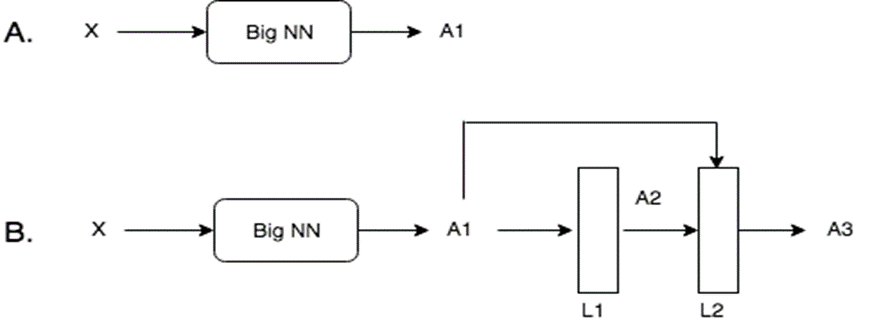 A. X Big NN A1
A2
B. X Big NN A1 A3
L1 L2